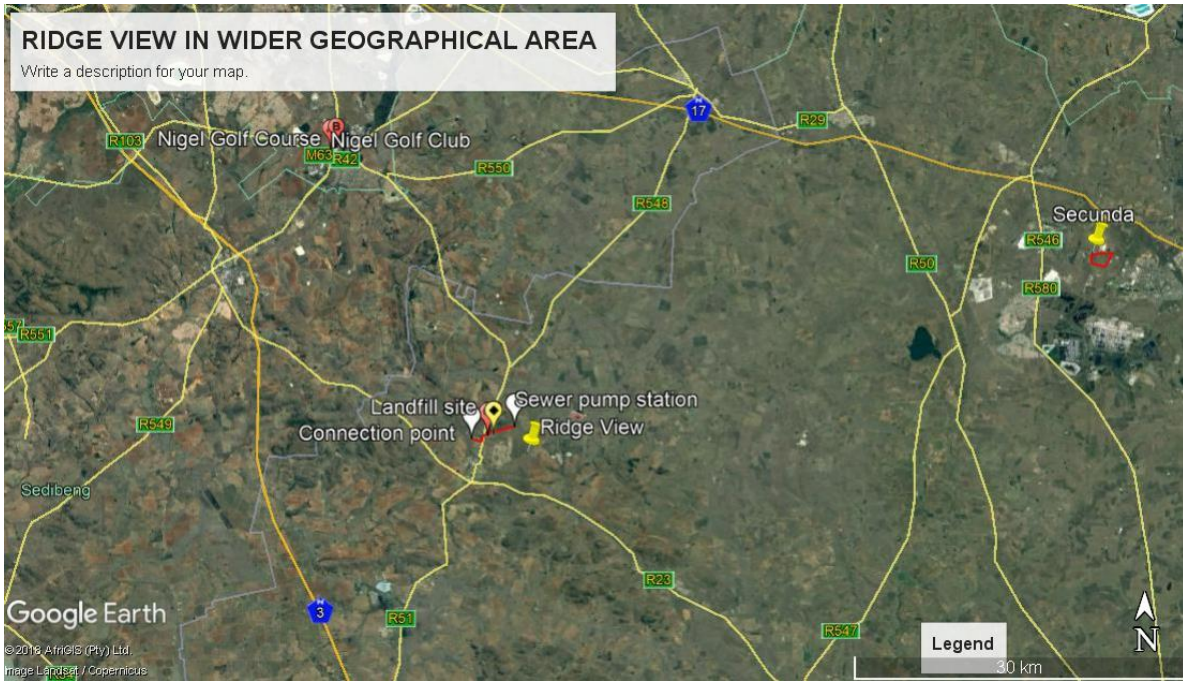 RIDGE VIEW IN WIDER GEOGRAPHICAL AREA
Write a description for your map.
N
17
R29
R103
Nigel Golf Course
B
Nigel Golf Club
M63
R42
R550
R548
Secunda
R546
R50
R580
R551
Landfill site
Sewer pump station
Connection point
Ridge View
R549
Sedibeng
R23
Google Earth
N
3
R51
R547
Legend
N
©2018 AfriGIS (Pty) Ltd.
Image Landsat / Copernicus
30 km